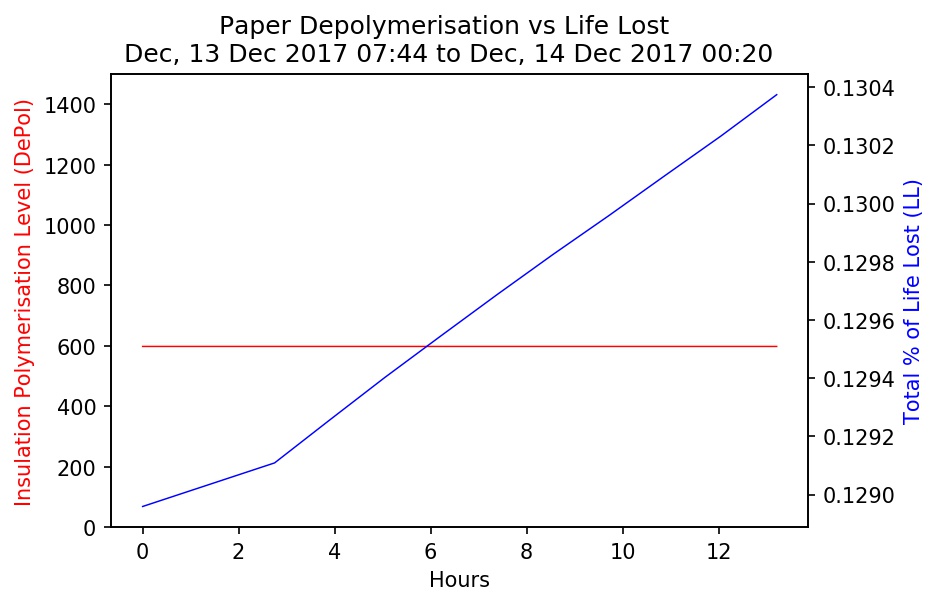 Paper Depolymerisation vs Life Lost
Dec, 13 Dec 2017 07:44 to Dec, 14 Dec 2017 00:20
Insulation Polymerisation Level (DePol)
1400
1200
1000
800
600
400
200
0
0.1304
0.1302
0.1300
0.1298
0.1296
0.1294
0.1292
0.1290
Total % of Life Lost (LL)
0 2 4 6 8 10 12
Hours